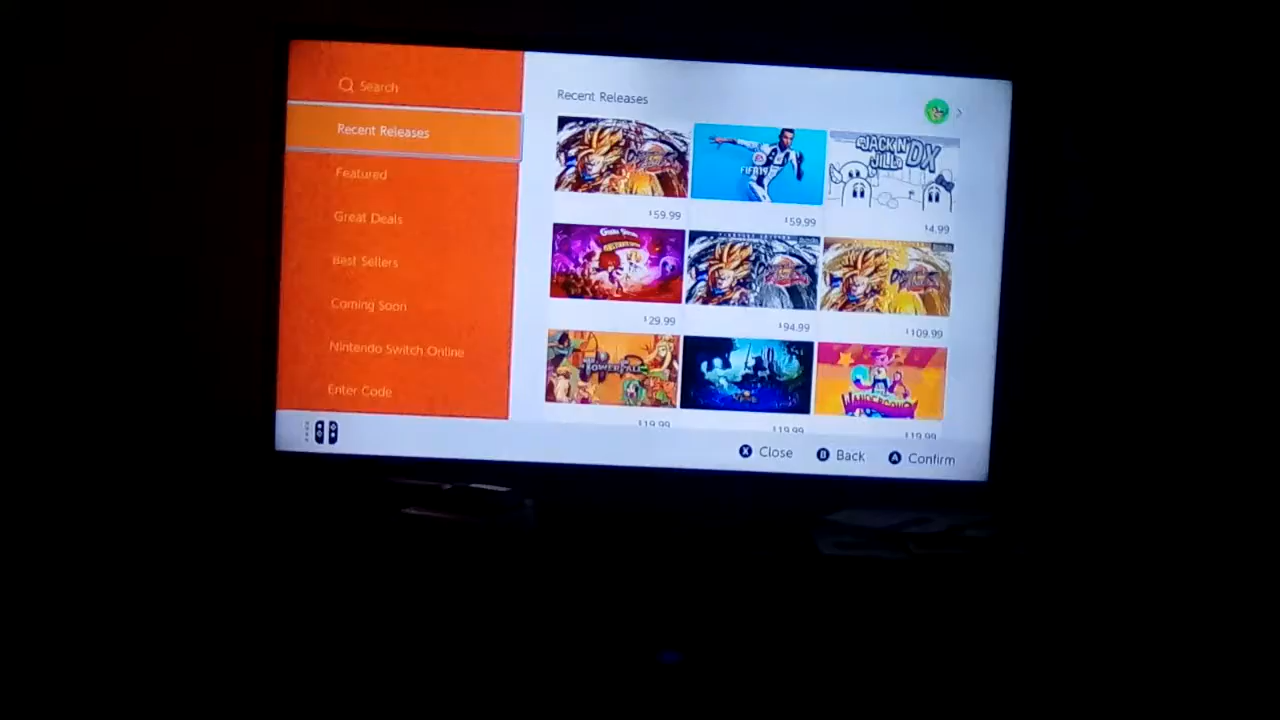 Search
Recent Releases
Featured
Great Deals
Best Sellers
Coming Soon
Nintendo Switch Online
Enter Code
Recent Releases
EA
FIFA 19
JACK N'
JILL DX
$59.99
$59.99
$4.99
$29.99
$94.99
$109.99
TOWERFALL
WANDERSONG
$19.99
$19.99
$19.99
X Close
B Back
A Confirm